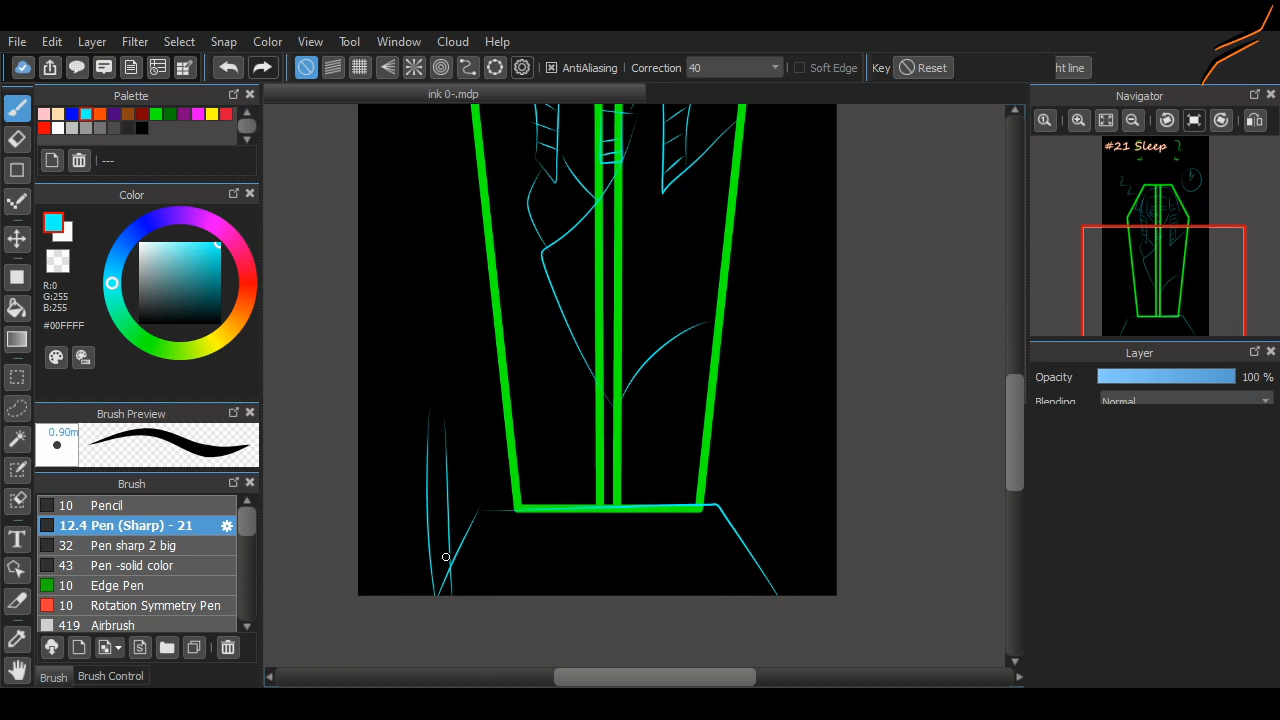 File Edit Layer Filter Select Snap Color View Tool Window Cloud Help
AntiAliasing Correction 40 Soft Edge Key Reset ht line
Palette
ink 0-.mdp
Navigator
---
#21 Sleep
Color
R:0
G:255
B:255
#00FFFF
Layer
Opacity 100 %
Blending Normal
Brush Preview
0.90m
Brush
10 Pencil
12.4 Pen (Sharp) - 21
32 Pen sharp 2 big
43 Pen -solid color
10 Edge Pen
10 Rotation Symmetry Pen
419 Airbrush
Brush Brush Control